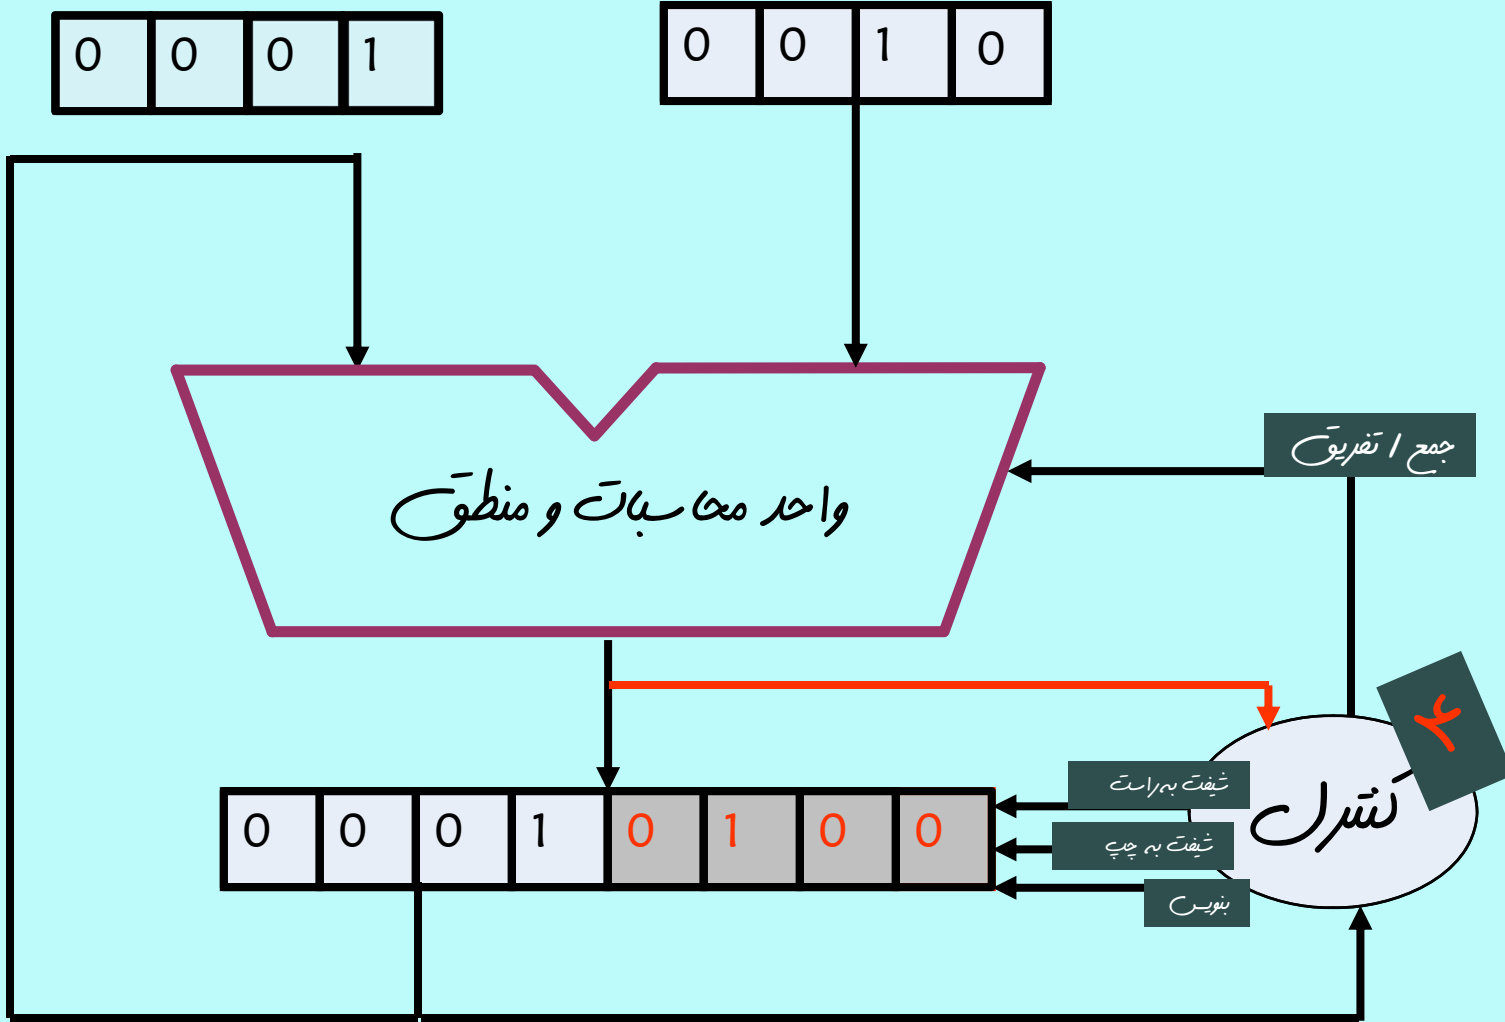 0 0 0 1
0 0 1 0
جمع / تفریق
واحد محاسبات و منطق
۴
شیفت به راست
کنترل
0 0 0 1 0 1 0 0
شیفت به چپ
بنویس